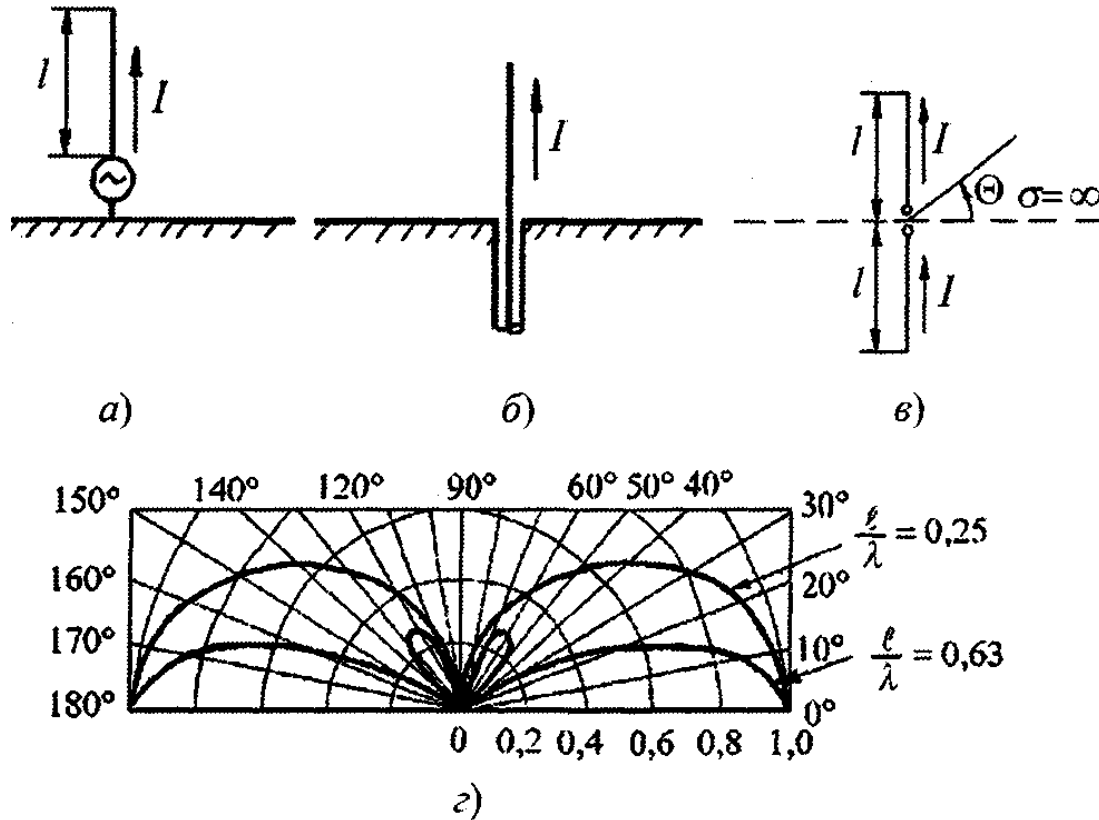 l
I
I
l
I
Θ σ=∞
l
I
а)
б)
в)
150° 140° 120° 90° 60° 50° 40° 30°
ℓ/λ = 0,25
160° 20°
170° 10°
ℓ/λ = 0,63
180° 0°
0 0,2 0,4 0,6 0,8 1,0
г)